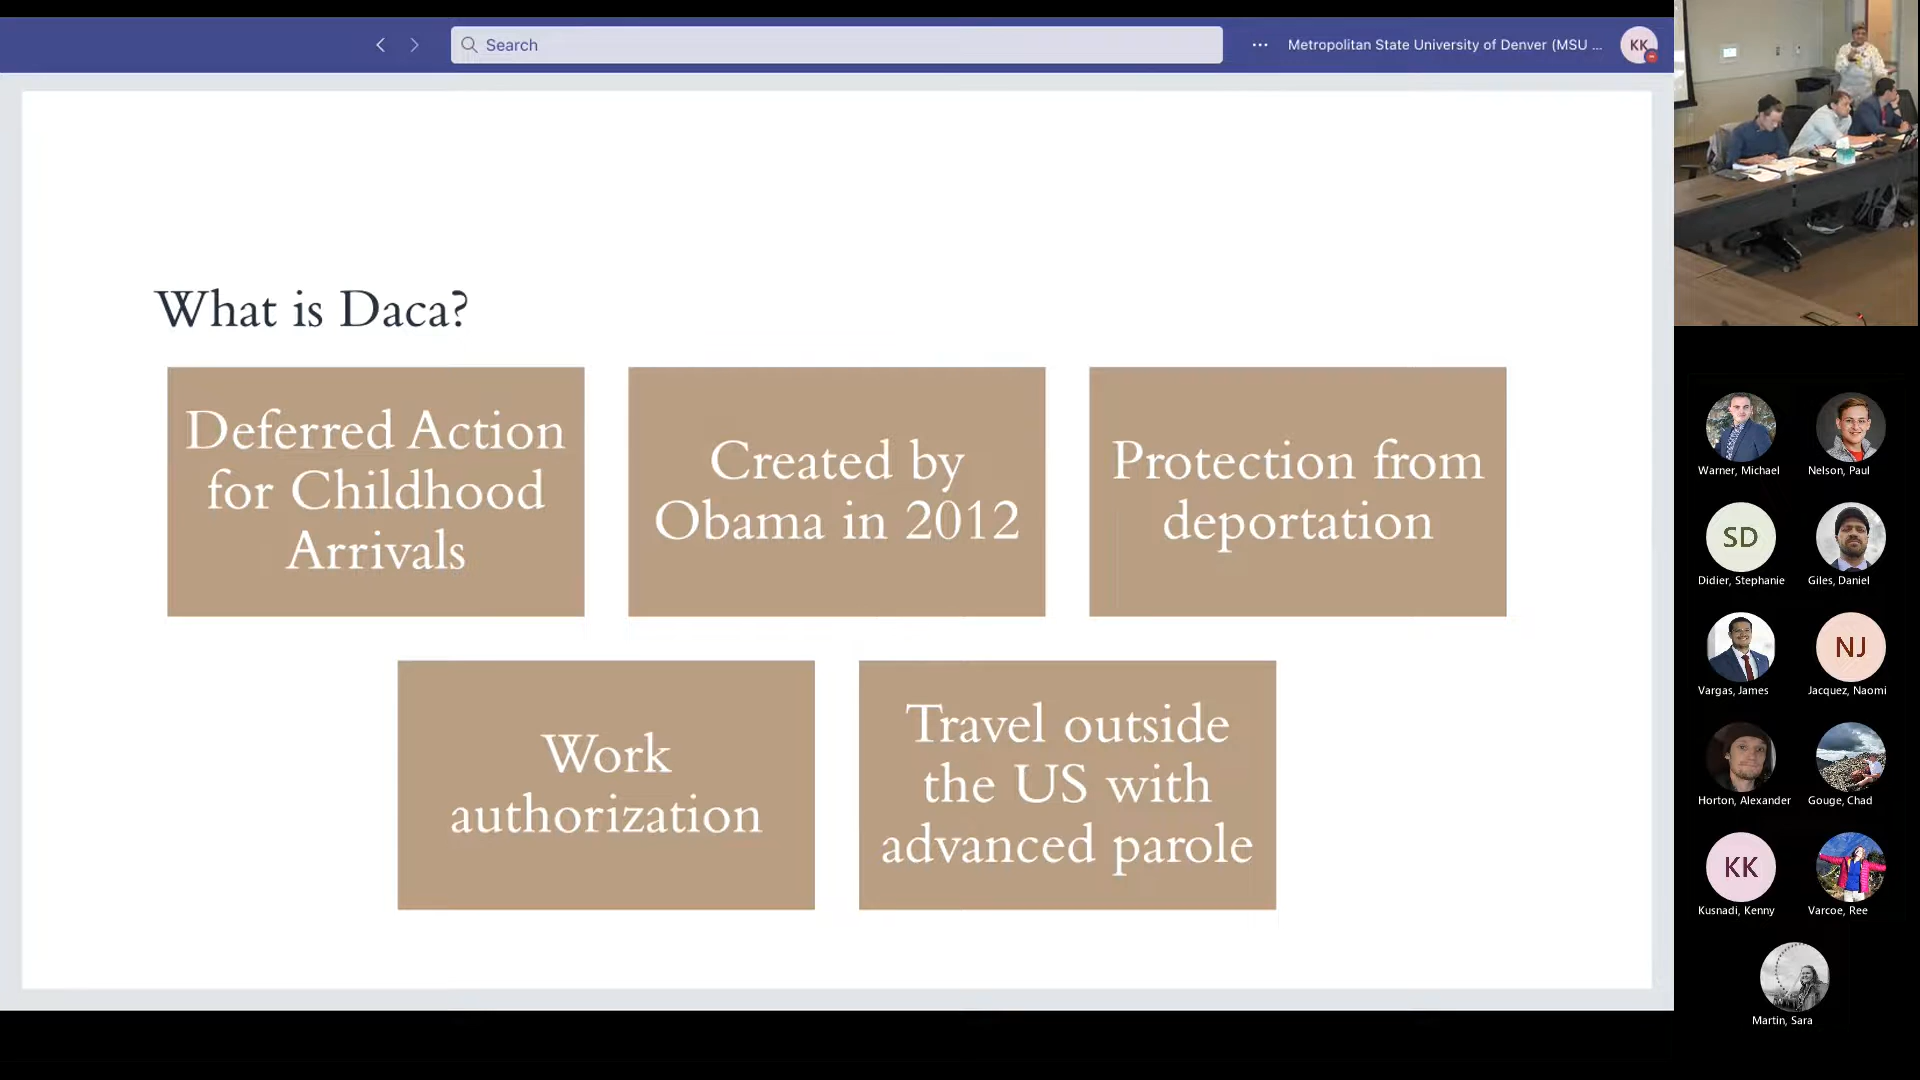 Search
Metropolitan State University of Denver (MSU ...
KK
What is Daca?
Deferred Action
for Childhood
Arrivals
Created by
Obama in 2012
Protection from
deportation
Work
authorization
Travel outside
the US with
advanced parole
Warner, Michael
Nelson, Paul
SD
Didier, Stephanie
Giles, Daniel
Vargas, James
NJ
Jacquez, Naomi
Horton, Alexander
Gouge, Chad
KK
Kusnadi, Kenny
Varcoe, Ree
Martin, Sara